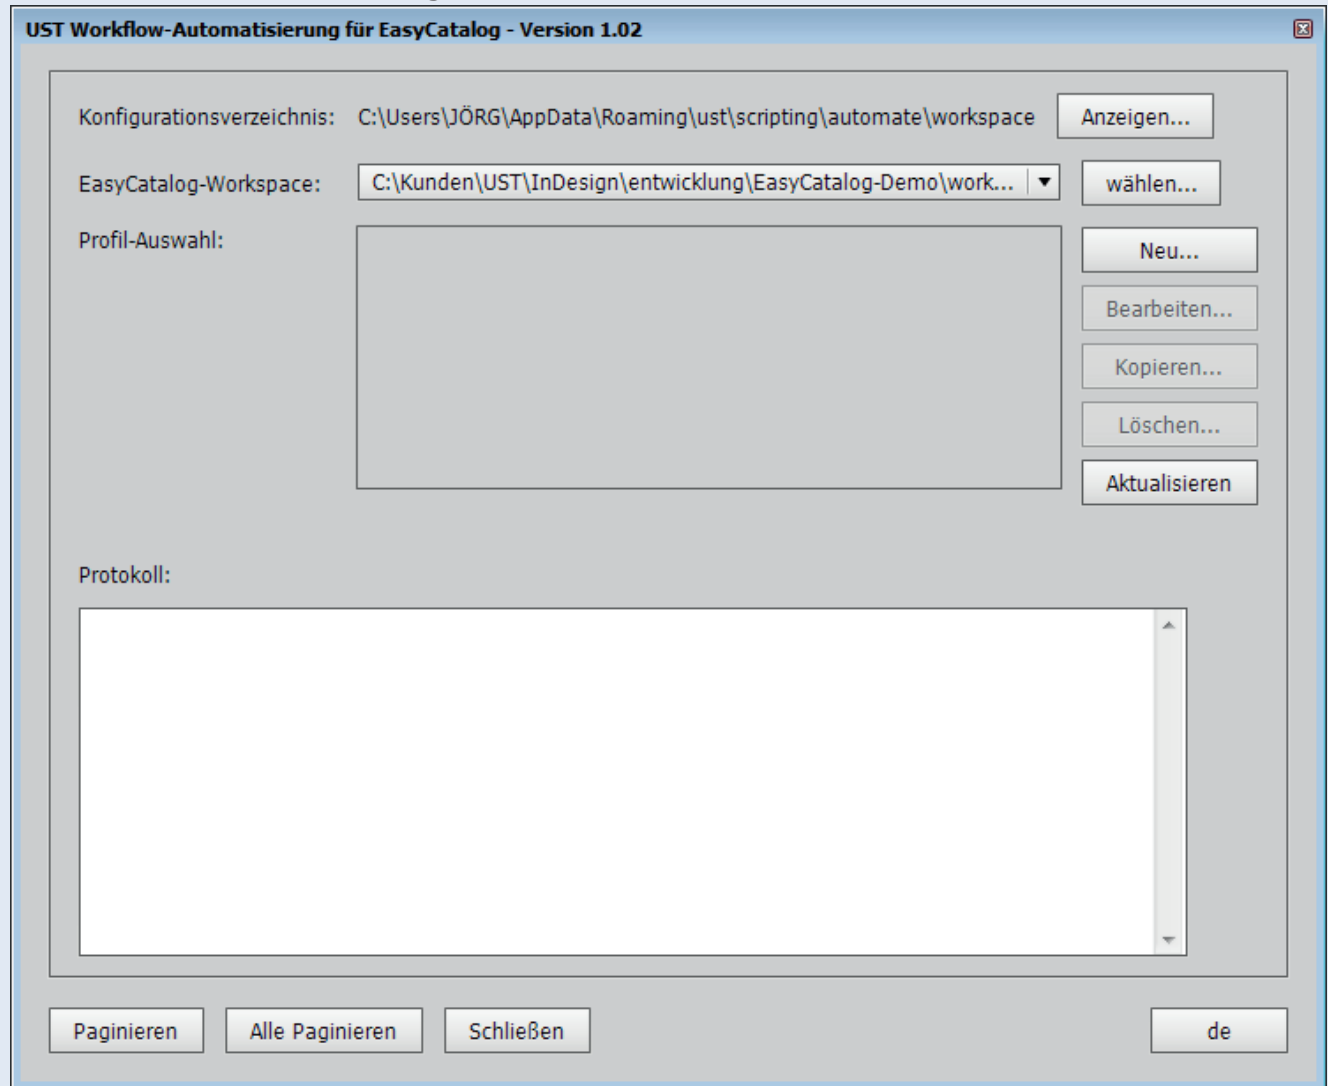 UST Workflow-Automatisierung für EasyCatalog - Version 1.02
Konfigurationsverzeichnis: C:\Users\JÖRG\AppData\Roaming\ust\scripting\automate\workspace Anzeigen...
EasyCatalog-Workspace: C:\Kunden\UST\InDesign\entwicklung\EasyCatalog-Demo\work... wählen...
Profil-Auswahl: Neu...
Bearbeiten...
Kopieren...
Löschen...
Aktualisieren
Protokoll:
Paginieren Alle Paginieren Schließen de